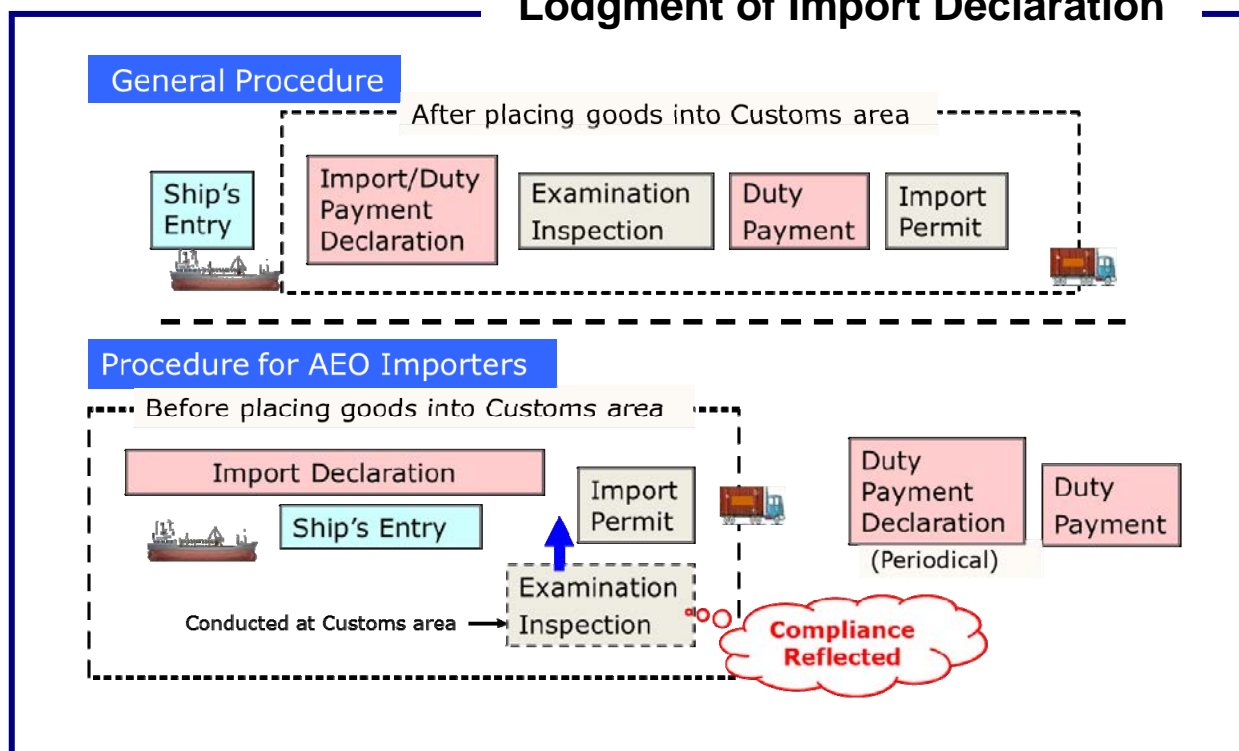 Lodgment of Import Declaration
General Procedure
After placing goods into Customs area
Ship's
Entry
Import/Duty
Payment
Declaration
Examination
Inspection
Duty
Payment
Import
Permit
Procedure for AEO Importers
Before placing goods into Customs area
Import Declaration
Ship's Entry
Import
Permit
Examination
Inspection
Conducted at Customs area
Compliance
Reflected
Duty
Payment
Declaration
(Periodical)
Duty
Payment